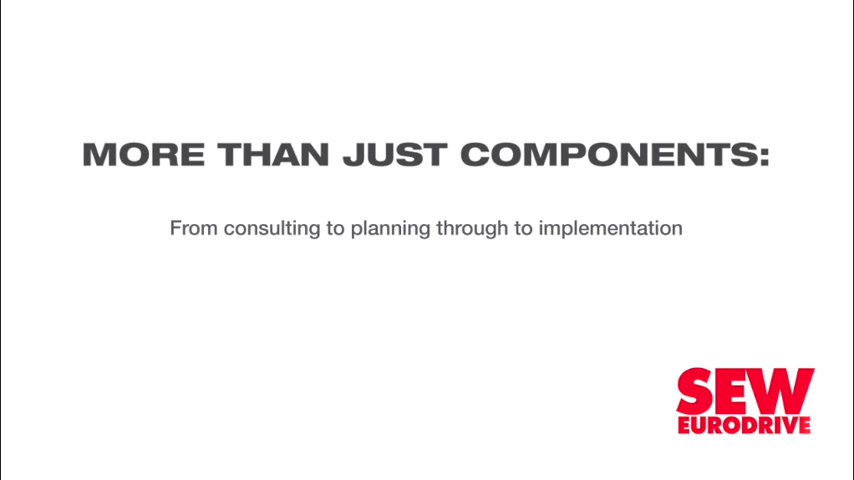 MORE THAN JUST COMPONENTS:
From consulting to planning through to implementation
SEW
EURODRIVE